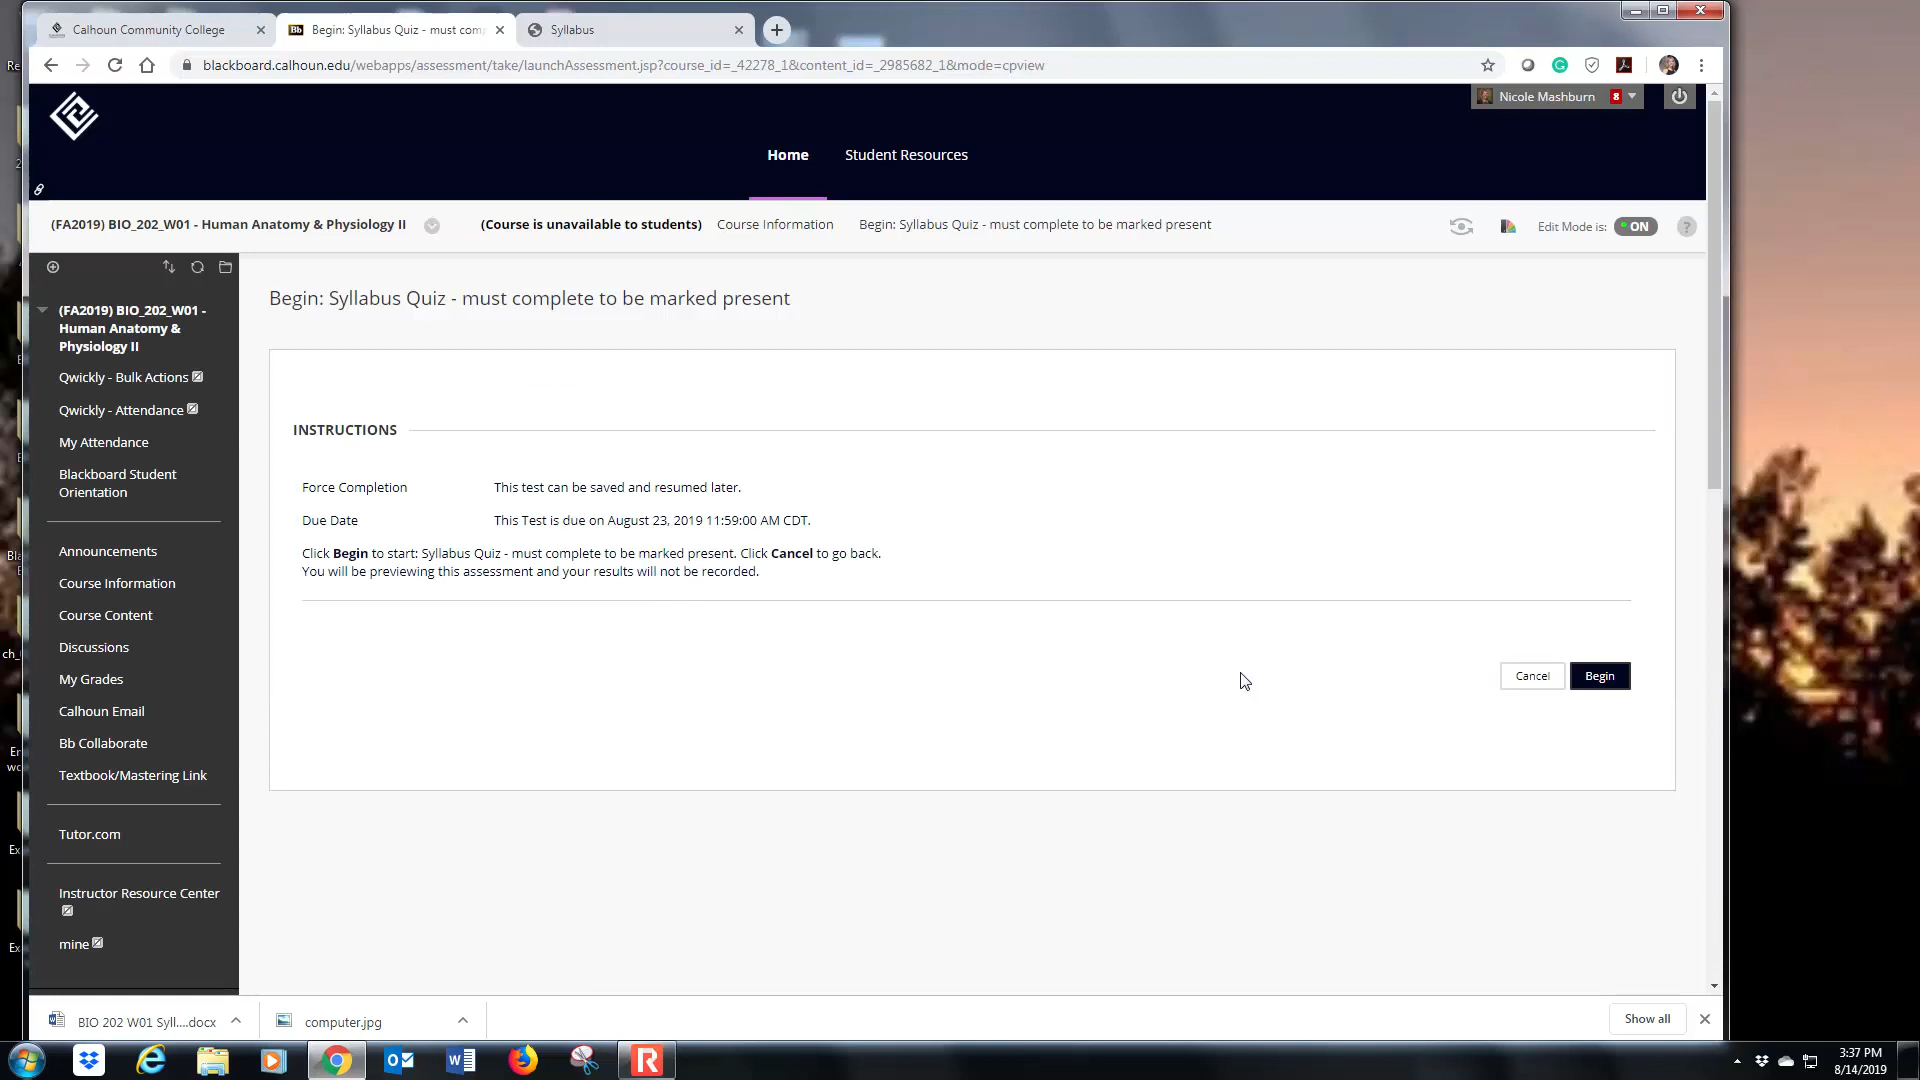 Calhoun Community College
Bb Begin: Syllabus Quiz - must com
Syllabus
blackboard.calhoun.edu/webapps/assessment/take/launchAssessment.jsp?course_id=_42278_1&content_id=_2985682_1&mode=cpview
Nicole Mashburn 8
Home Student Resources
(FA2019) BIO_202_W01 - Human Anatomy & Physiology II (Course is unavailable to students) Course Information Begin: Syllabus Quiz - must complete to be marked present Edit Mode is: ON ?
(FA2019) BIO_202_W01 -
Human Anatomy &
Physiology II
Qwickly - Bulk Actions
Qwickly - Attendance
My Attendance
Blackboard Student
Orientation
Announcements
Course Information
Course Content
Discussions
My Grades
Calhoun Email
Bb Collaborate
Textbook/Mastering Link
Tutor.com
Instructor Resource Center
mine
Begin: Syllabus Quiz - must complete to be marked present
INSTRUCTIONS
Force Completion This test can be saved and resumed later.
Due Date This Test is due on August 23, 2019 11:59:00 AM CDT.
Click Begin to start: Syllabus Quiz - must complete to be marked present. Click Cancel to go back.
You will be previewing this assessment and your results will not be recorded.
Cancel Begin
BIO 202 W01 Syll....docx computer.jpg Show all
3:37 PM
8/14/2019